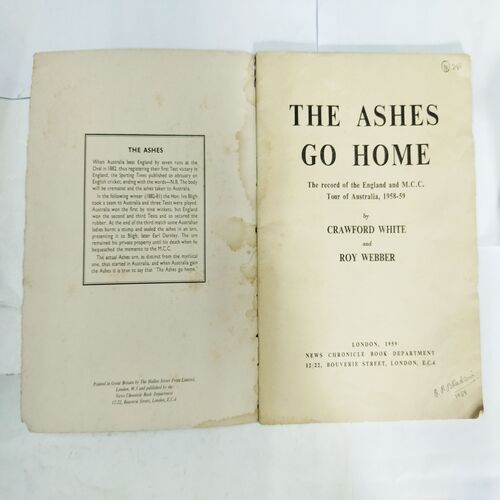 THE ASHES
When Australia beat England by seven runs at the
Oval in 1882, thus registering their first Test victory in
England, the Sporting Times published an obituary on
English cricket, ending with the words—N.B. The body
will be cremated and the ashes taken to Australia.
In the following winter (1882-83) the Hon. Ivo Bligh
took a team to Australia and three Tests were played.
Australia won the first by nine wickets, but England
won the second and third Tests and so secured the
rubber. At the end of the third match some Australian
ladies burnt a stump and sealed the ashes in an urn,
presenting it to Bligh, later Earl Darnley. The urn
remained his private property until his death when he
bequeathed the memento to the M.C.C.
The actual Ashes urn, as distinct from the mythical
one, thus started in Australia, and when Australia gain
the Ashes it is true to say that 'The Ashes go home.'
Printed in Great Britain by The Hollen Street Press Limited,
London, W.1 and published by the
News Chronicle Book Department
12/22, Bouverie Street, London, E.C.4
THE ASHES
GO HOME
The record of the England and M.C.C.
Tour of Australia, 1958-59
by
CRAWFORD WHITE
and
ROY WEBBER
LONDON, 1959
NEWS CHRONICLE BOOK DEPARTMENT
12/22, BOUVERIE STREET, LONDON, E.C.4
1959